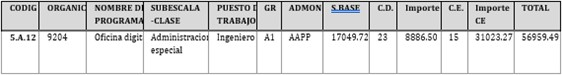 CODIG ORGANIC NOMBRE DE SUBESCALA PUESTO D GR ADMON S.BASE C.D. Importe C.E. Importe TOTAL
PROGRAMA -CLASE TRABAJO CE
5.A.12 9204 Oficina digit Administracion Ingeniero A1 AAPP 17049.72 23 8886.50 15 31023.27 56959.49
especial